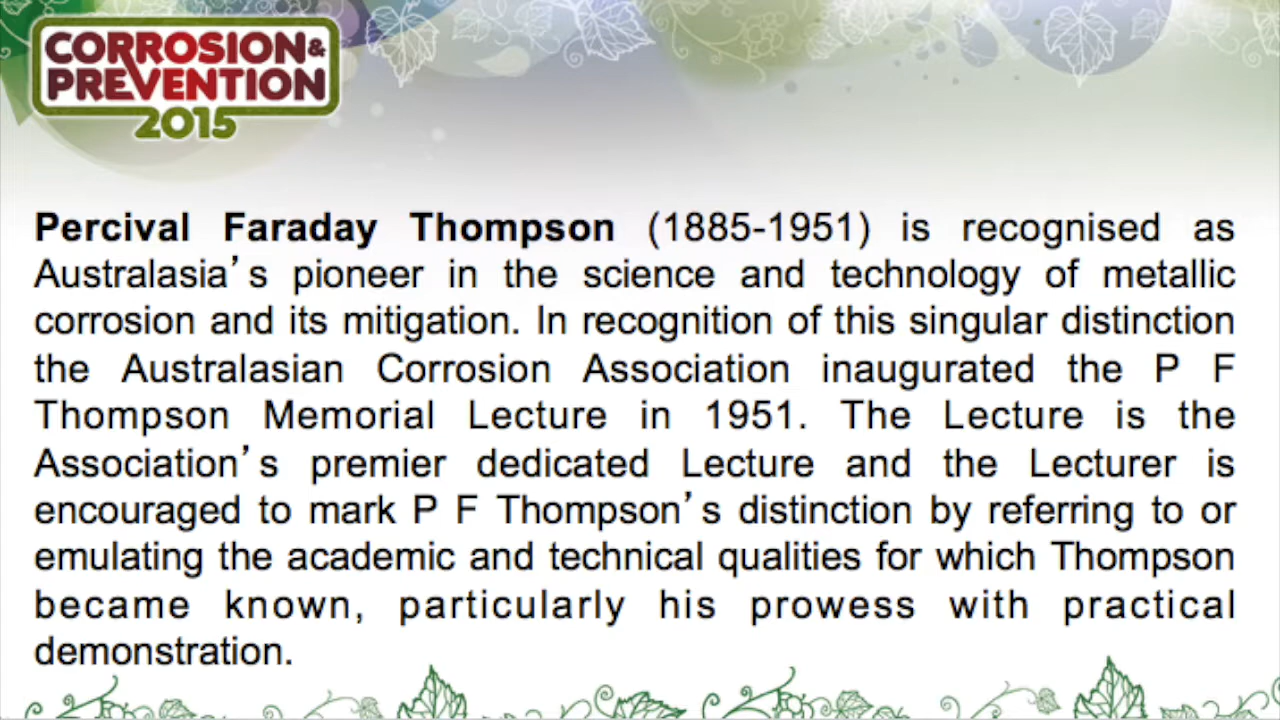 CORROSION&
PREVENTION
2015
Percival Faraday Thompson (1885-1951) is recognised as
Australasia’s pioneer in the science and technology of metallic
corrosion and its mitigation. In recognition of this singular distinction
the Australasian Corrosion Association inaugurated the P F
Thompson Memorial Lecture in 1951. The Lecture is the
Association’s premier dedicated Lecture and the Lecturer is
encouraged to mark P F Thompson’s distinction by referring to or
emulating the academic and technical qualities for which Thompson
became known, particularly his prowess with practical
demonstration.